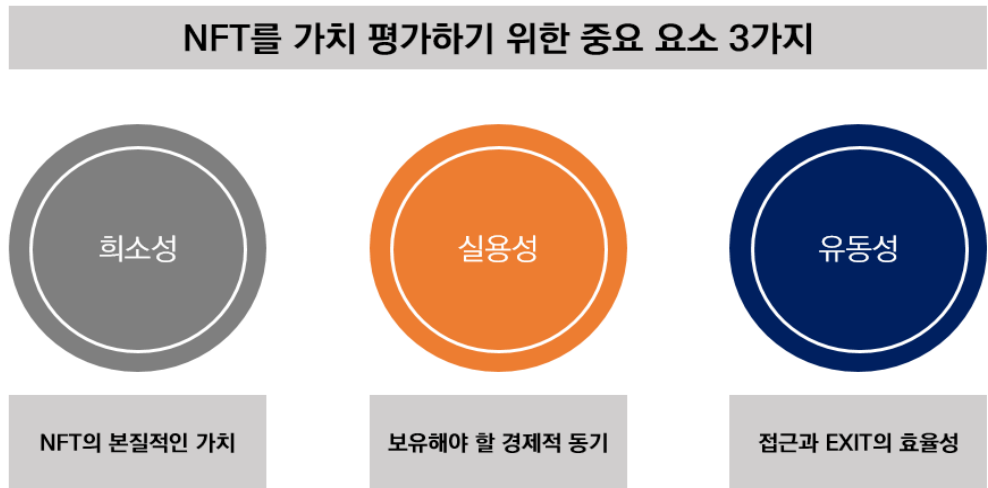 NFT를 가치 평가하기 위한 중요 요소 3가지
희소성
실용성
유동성
NFT의 본질적인 가치
보유해야 할 경제적 동기
접근과 EXIT의 효율성